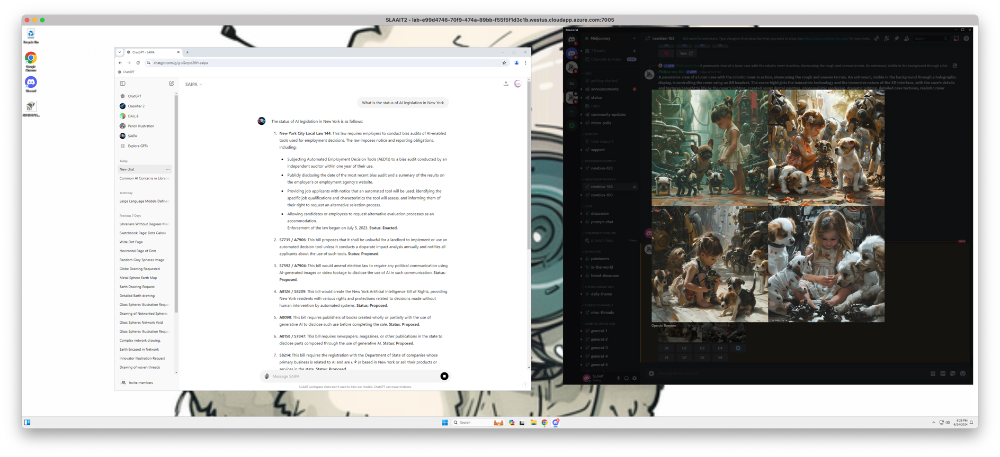 SLAAIT2 - lab-e99d4746-70f9-474a-89bb-f55f5f1d3c1b.westus.cloudapp.azure.com:7005
Recycle Bin
Google
Chrome
Discord
ChatGPT - SAIPA
chatgpt.com/g/g-sGzcpd20H-saipa
ChatGPT
ChatGPT
Classifier 2
DALL·E
Pencil Illustration
SAIPA
Explore GPTs
Today
New chat
Common AI Concerns in Librarie
Yesterday
Large Language Models Defined
Previous 7 Days
Librarians Without Degrees Man
Sketchbook Page: Dots Galore
Wide Dot Page
Horizontal Page of Dots
Random Grey Spheres Image
Globe Drawing Requested
Metal Sphere Earth Map
Earth Drawing Request
Detailed Earth drawing
Glass Spheres Illustration Reque
Drawing of Networked Spheres
Glass Spheres Network Void
Glass Spheres Illustration Reque
Complex network drawing.
Earth Encased in Network
Innovator Illustration Request
Drawing of woven threads
Invite members
SAIPA
What is the status of AI legislation in New York
The status of AI legislation in New York is as follows:
1. New York City Local Law 144: This law requires employers to conduct bias audits of AI-enabled
tools used for employment decisions. The law imposes notice and reporting obligations,
including:
• Subjecting Automated Employment Decision Tools (AEDTs) to a bias audit conducted by an
independent auditor within one year of their use.
• Publicly disclosing the date of the most recent bias audit and a summary of the results on
the employer's or employment agency's website.
• Providing job applicants with notice that an automated tool will be used, identifying the
specific job qualifications and characteristics the tool will assess, and informing them of
their right to request an alternative selection process.
• Allowing candidates or employees to request alternative evaluation processes as an
accommodation.
Enforcement of the law began on July 5, 2023. Status: Enacted.
2. S7735 / A7906: This bill proposes that it shall be unlawful for a landlord to implement or use an
automated decision tool unless it conducts a disparate impact analysis annually and notifies all
applicants about the use of such tools. Status: Proposed.
3. S7592 / A7904: This bill would amend election law to require any political communication using
AI-generated images or video footage to disclose the use of AI in such communication. Status:
Proposed.
4. A8126 / S8209: This bill would create the New York Artificial Intelligence Bill of Rights, providing
New York residents with various rights and protections related to decisions made without
human intervention by automated systems. Status: Proposed.
5. A8098: This bill requires publishers of books created wholly or partially with the use of
generative AI to disclose such use before completing the sale. Status: Proposed.
6. A8158 / S7847: This bill requires newspapers, magazines, or other publications in the state to
disclose parts composed through the use of generative AI. Status: Proposed.
7. S8214: This bill requires the registration with the Department of State of companies whose
primary business is related to AI and are er based in New York or sell their products or
services in the state. Status: Proposed
Message SAIPA
SLAAIT workspace chats aren't used to train our models. ChatGPT can make mistakes.
?
Discord
Midjourney
7 Events
Channels & Roles
NEW
INFO
getting-started
announcements
status
rules
community-updates
micro-polls
SUPPORT
trial-support
support
NEWCOMER ROOMS 3
newbies-123
NEWCOMER ROOMS 4
newbies-153
newbies-183
CHAT
discussion
prompt-chat
COMMUNITY FORUMS
prompt-faqs
1 New
SHOWCASE
paintovers
in-the-world
blend-showcase
THEMED IMAGE GEN
daily-theme
THREAD CHANNELS
misc-threads
GENERAL IMAGE GEN
general-1
general-2
general-3
general-4
general-5
SLAAIT
Online
newbies-153
Bot room for new users. Type /imagine then describe what you want to draw. See
for more info...
Search
Web
APP Midjourney Bot A panoramic view of a lunar cave with the robotic rover in action, showcasing the rough and uneven terrain. An astronaut, visible in the background through a hol...
Midjourney Bot APP
A panoramic view of a lunar cave with the robotic rover in action, showcasing the rough and uneven terrain. An astronaut, visible in the background through a holographic
display, is controlling the rover using an AR headset. The scene highlights the innovative technology and the immersive nature of the XR interface, with the cave's details
and textures brought to life by the rover's lighting. Created using: digital painting, photorealistic rendering, dramatic lighting, detailed cave textures, realistic rover
NEW
Open in Browser
U1 U2 U3 U4
V1 V2 V3 V4
Search
6:28 PM
6/24/2024